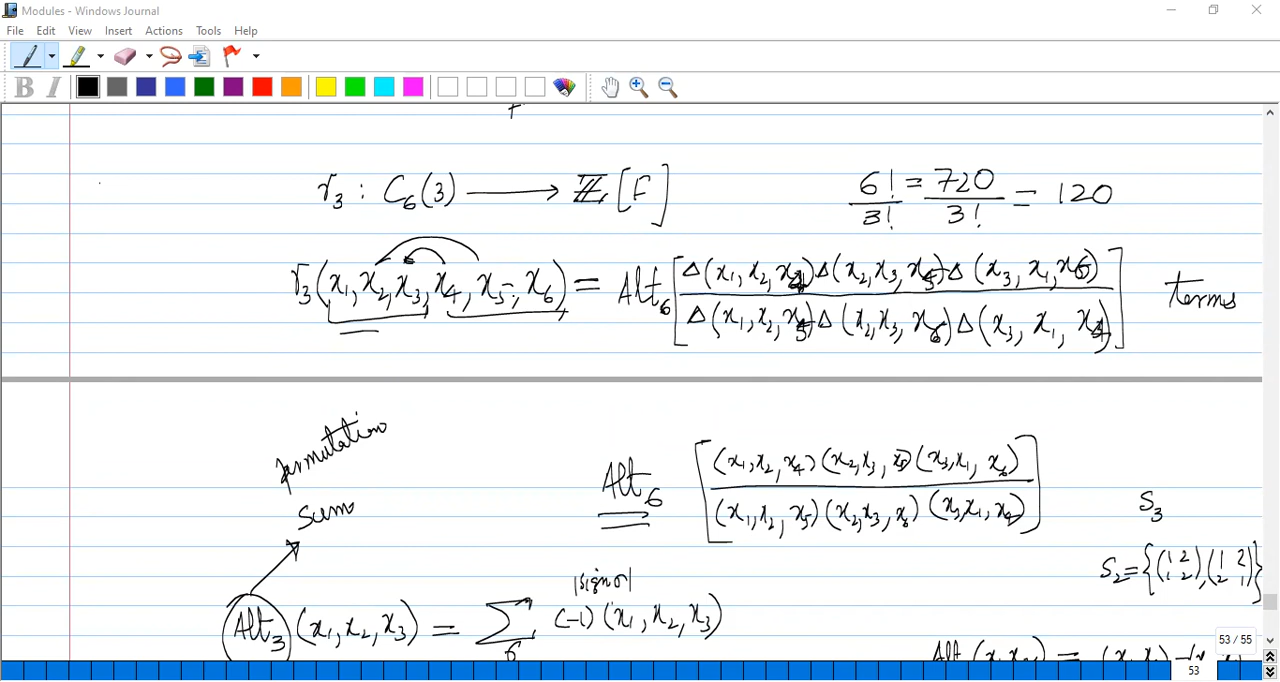 Modules - Windows Journal
File Edit View Insert Actions Tools Help
B I
r₃ : C₆(3) ⟶ ℤ[F] 6!/3! = 720/3! = 120
r₃(x₁, x₂, x₃, x₄, x₅, x₆) = Alt₆ [Δ(x₁, x₂, x₄)Δ(x₂, x₃, x₅)Δ(x₃, x₁, x₆) / Δ(x₁, x₂, x₅)Δ(x₂, x₃, x₆)Δ(x₃, x₁, x₄)] terms
permutation
sum
Alt₆ [(x₁, x₂, x₄)(x₂, x₃, x₅)(x₃, x₁, x₆) / (x₁, x₂, x₅)(x₂, x₃, x₆)(x₃, x₁, x₄)]
S₃
S₂ = {(1 2 / 1 2), (1 2 / 2 1)}
|sign σ|
Alt₃(x₁, x₂, x₃) = Σ₆ (-1)(x₁, x₂, x₃)
53 / 55
53